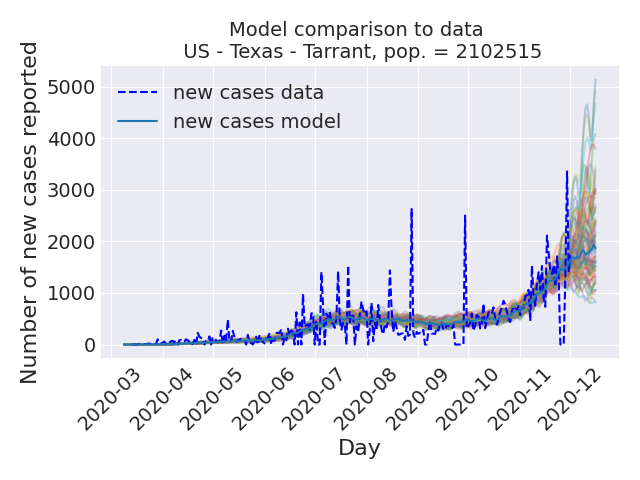 Model comparison to data
US - Texas - Tarrant, pop. = 2102515
Number of new cases reported
5000
4000
3000
2000
1000
0
new cases data
new cases model
2020-03
2020-04
2020-05
2020-06
2020-07
2020-08
2020-09
2020-10
2020-11
2020-12
Day